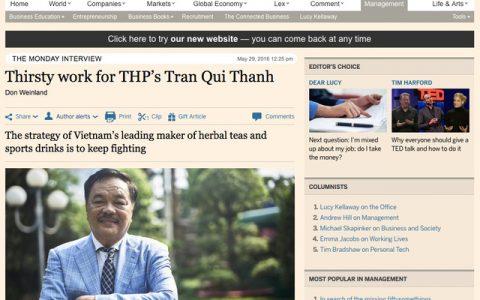 Home World Companies Markets Global Economy Lex Comment Management Life & Arts
Business Education Entrepreneurship Business Books Recruitment The Connected Business Lucy Kellaway Tools
Click here to try our new website — you can come back at any time
THE MONDAY INTERVIEW May 29, 2016 12:25 pm
Thirsty work for THP's Tran Qui Thanh
Don Weinland
Share Author alerts Print Clip Gift Article Comments
The strategy of Vietnam's leading maker of herbal teas and
sports drinks is to keep fighting
EDITOR'S CHOICE
DEAR LUCY
Next question: I'm mixed
up about my job; do I take
the money?
TIM HARFORD
TED
Why everyone should give a
TED talk and how to do it
COLUMNISTS
1. Lucy Kellaway on the Office
2. Andrew Hill on Management
3. Michael Skapinker on Business and Society
4. Emma Jacobs on Working Lives
5. Tim Bradshaw on Personal Tech
MOST POPULAR IN MANAGEMENT
1. In search of the missing